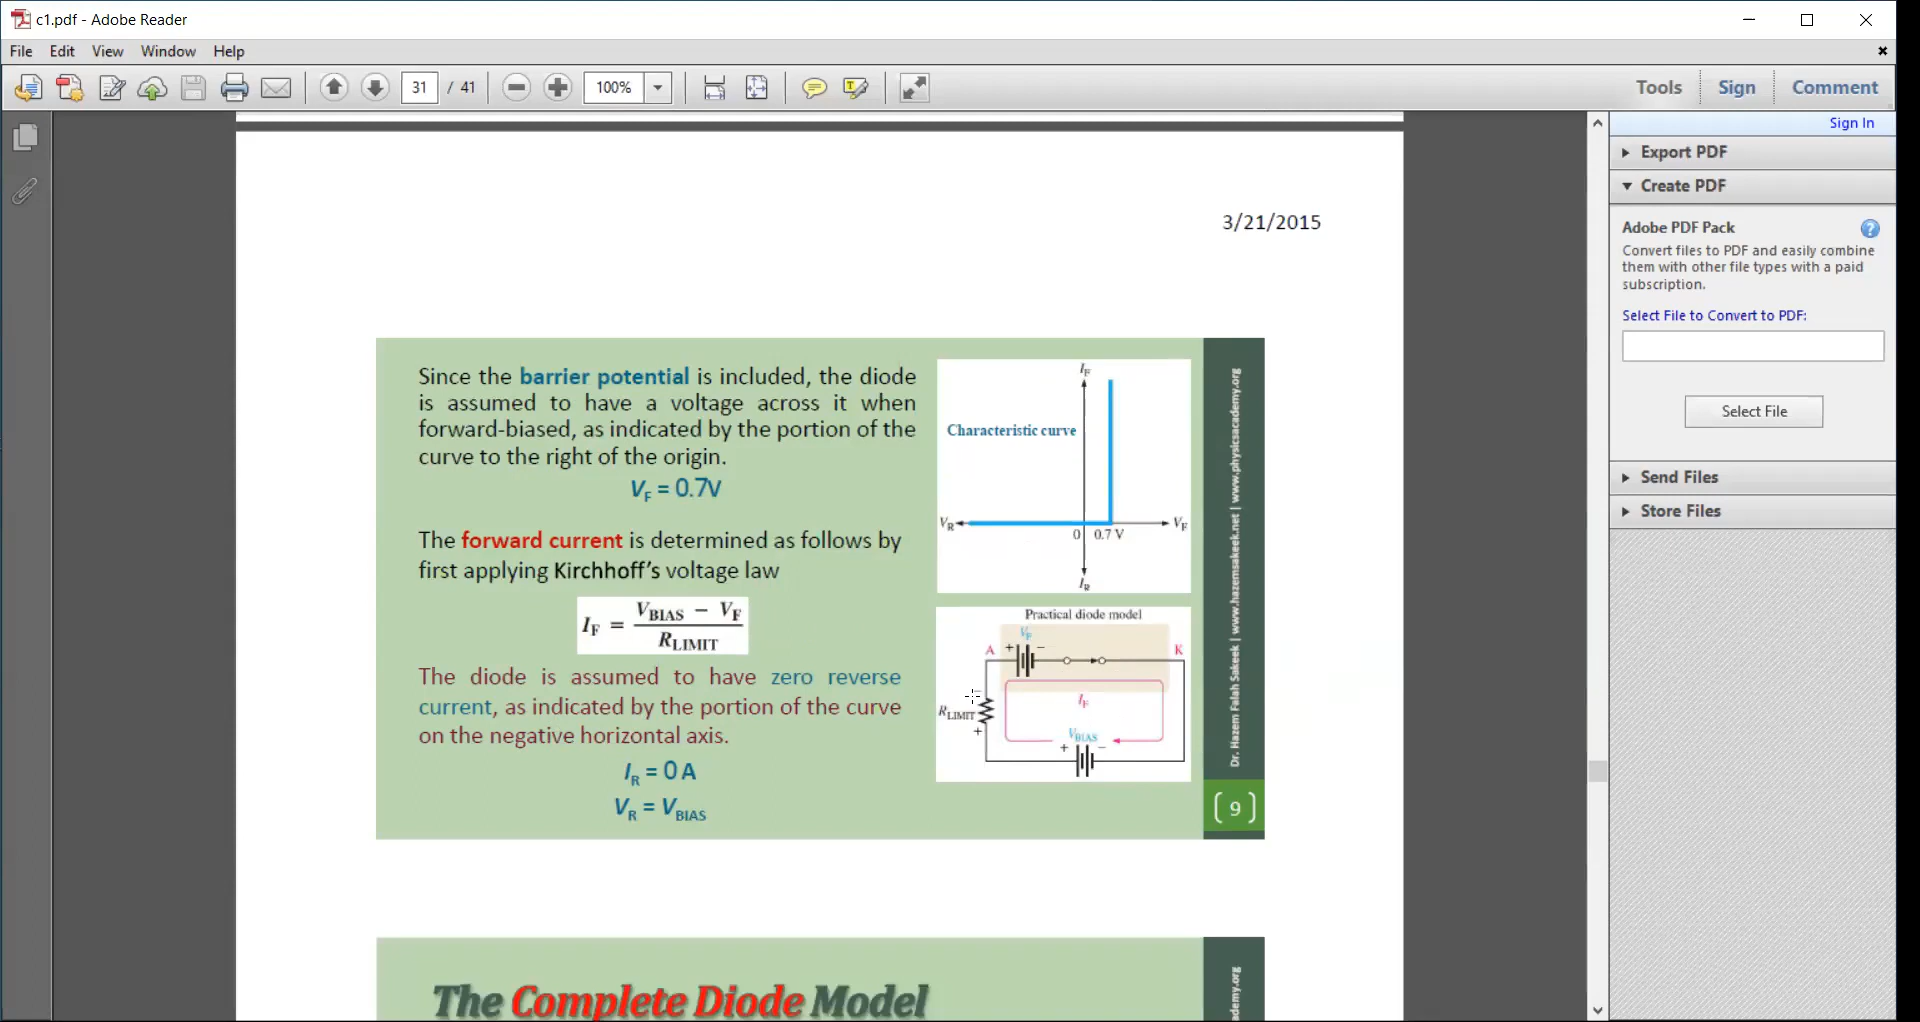 c1.pdf - Adobe Reader
File Edit View Window Help
31 / 41 100% Tools Sign Comment
Sign In
Export PDF
Create PDF
Adobe PDF Pack
Convert files to PDF and easily combine
them with other file types with a paid
subscription.
Select File to Convert to PDF:
Select File
Send Files
Store Files
3/21/2015
Since the barrier potential is included, the diode
is assumed to have a voltage across it when
forward-biased, as indicated by the portion of the
curve to the right of the origin.
VF = 0.7V
The forward current is determined as follows by
first applying Kirchhoff's voltage law
IF = VBIAS − VF
RLIMIT
The diode is assumed to have zero reverse
current, as indicated by the portion of the curve
on the negative horizontal axis.
IR = 0 A
VR = VBIAS
IF
Characteristic curve
VR VF
0 0.7 V
IR
Practical diode model
VF
A + − K
IF
−
RLIMIT
+
VBIAS
+ −
Dr. Hazem Falah Sakeek | www.hazemsakeek.net | www.physicsacademy.org
9
The Complete Diode Model
ademy.org